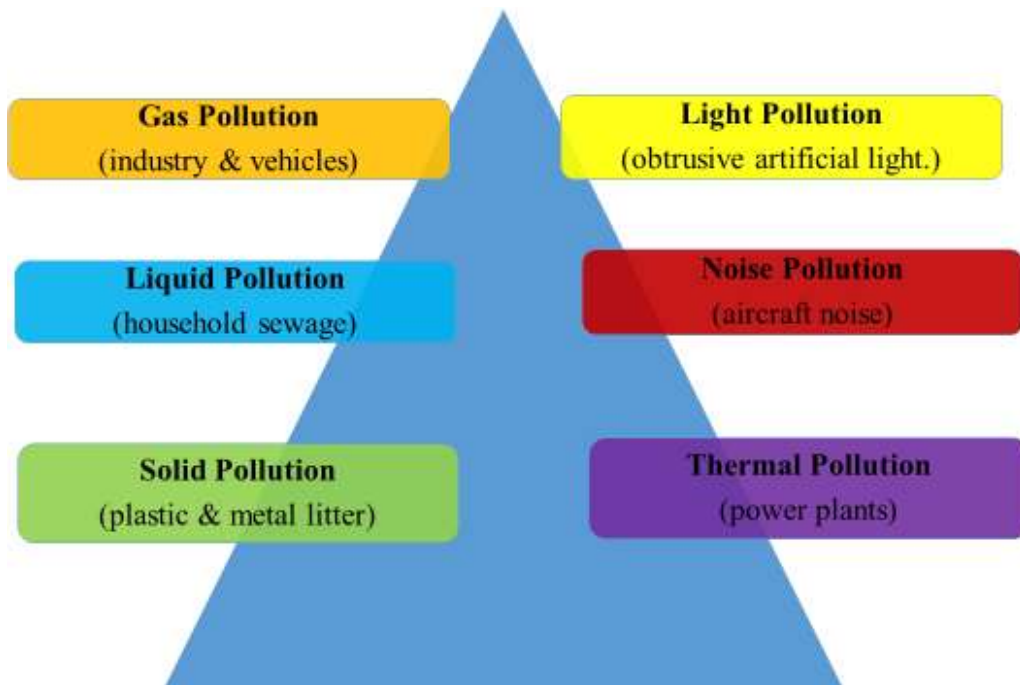 Gas Pollution
(industry & vehicles)
Light Pollution
(obtrusive artificial light.)
Liquid Pollution
(household sewage)
Noise Pollution
(aircraft noise)
Solid Pollution
(plastic & metal litter)
Thermal Pollution
(power plants)